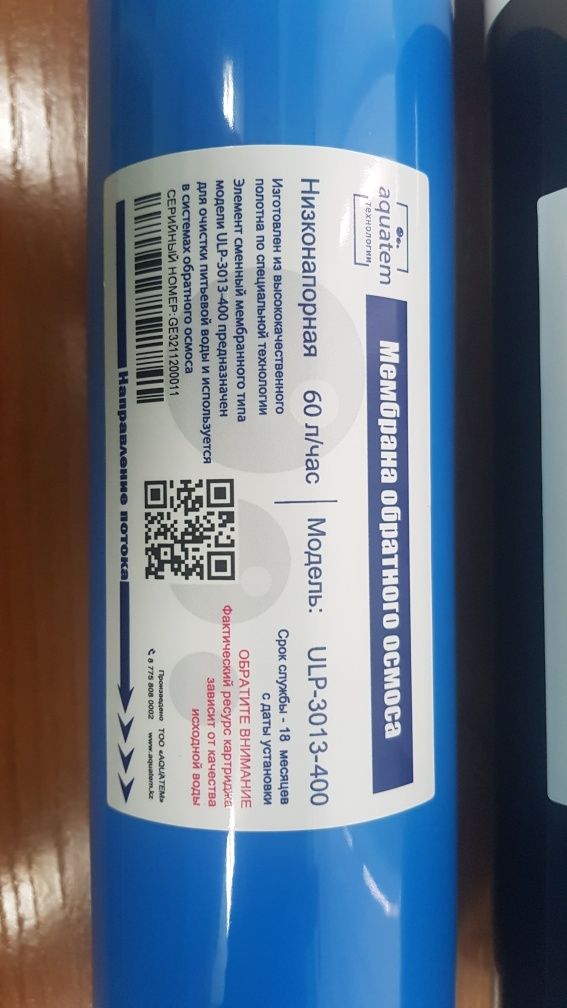 aquatem
технологии
Мембрана обратного осмоса
Низконапорная 60 л/час | Модель: ULP-3013-400
Изготовлен из высококачественного
полотна по специальной технологии
Элемент сменный мембранного типа
модели ULP-3013-400 предназначен
для очистки питьевой воды и используется
в системах обратного осмоса
СЕРИЙНЫЙ НОМЕР:GE3211200011
Срок службы - 18 месяцев
с даты установки
ОБРАТИТЕ ВНИМАНИЕ
Фактический ресурс картриджа
зависит от качества
исходной воды
Произведено ТОО «AQUATEM»
8 775 808 0002 www.aquatem.kz
Направление потока